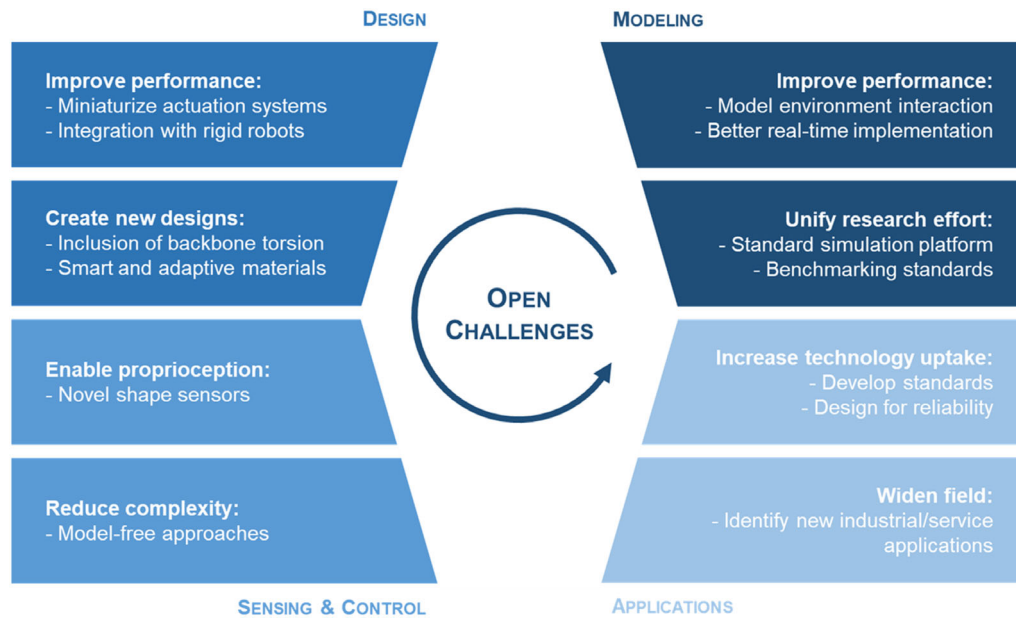 DESIGN
Improve performance:
- Miniaturize actuation systems
- Integration with rigid robots
Create new designs:
- Inclusion of backbone torsion
- Smart and adaptive materials
Enable proprioception:
- Novel shape sensors
Reduce complexity:
- Model-free approaches
SENSING & CONTROL
OPEN
CHALLENGES
MODELING
Improve performance:
- Model environment interaction
- Better real-time implementation
Unify research effort:
- Standard simulation platform
- Benchmarking standards
Increase technology uptake:
- Develop standards
- Design for reliability
Widen field:
- Identify new industrial/service
applications
APPLICATIONS